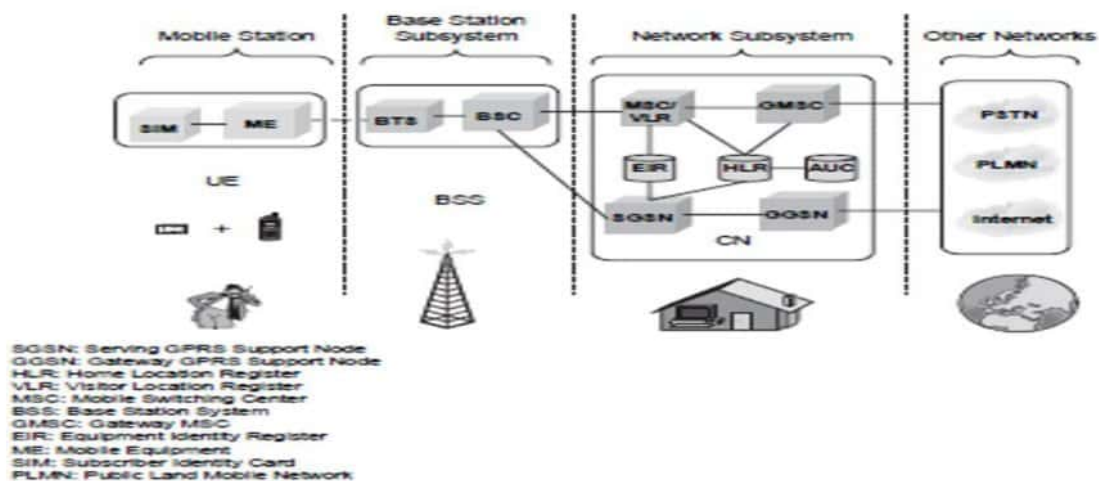 Mobile Station
Base Station
Subsystem
Network Subsystem
Other Networks
SIM
ME
BTS
BSC
MSC/
VLR
GMSC
PSTN
EIR
HLR
AUC
PLMN
UE
BSS
SGSN
GGSN
Internet
CN
+
SGSN: Serving GPRS Support Node
GGSN: Gateway GPRS Support Node
HLR: Home Location Register
VLR: Visitor Location Register
MSC: Mobile Switching Center
BSS: Base Station System
GMSC: Gateway MSC
EIR: Equipment Identity Register
ME: Mobile Equipment
SIM: Subscriber Identity Card
PLMN: Public Land Mobile Network